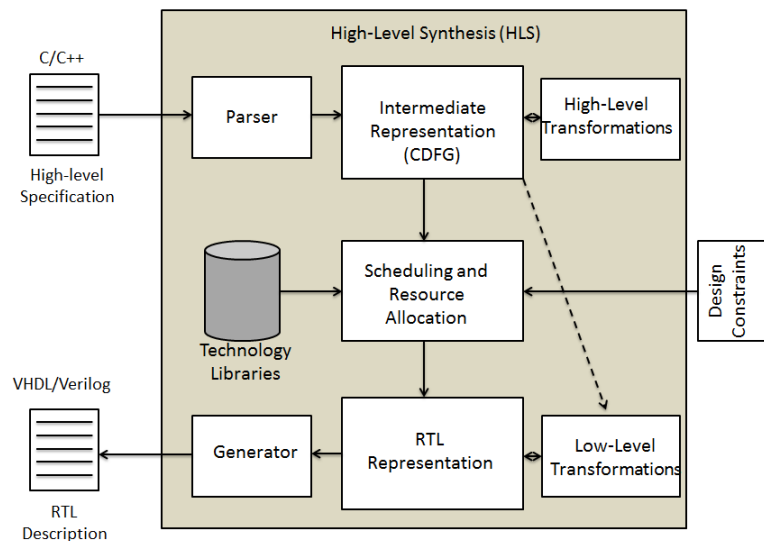 High-Level Synthesis (HLS)
C/C++
High-level
Specification
Parser
Intermediate
Representation
(CDFG)
High-Level
Transformations
Scheduling and
Resource
Allocation
Technology
Libraries
Design
Constraints
VHDL/Verilog
RTL
Description
Generator
RTL
Representation
Low-Level
Transformations